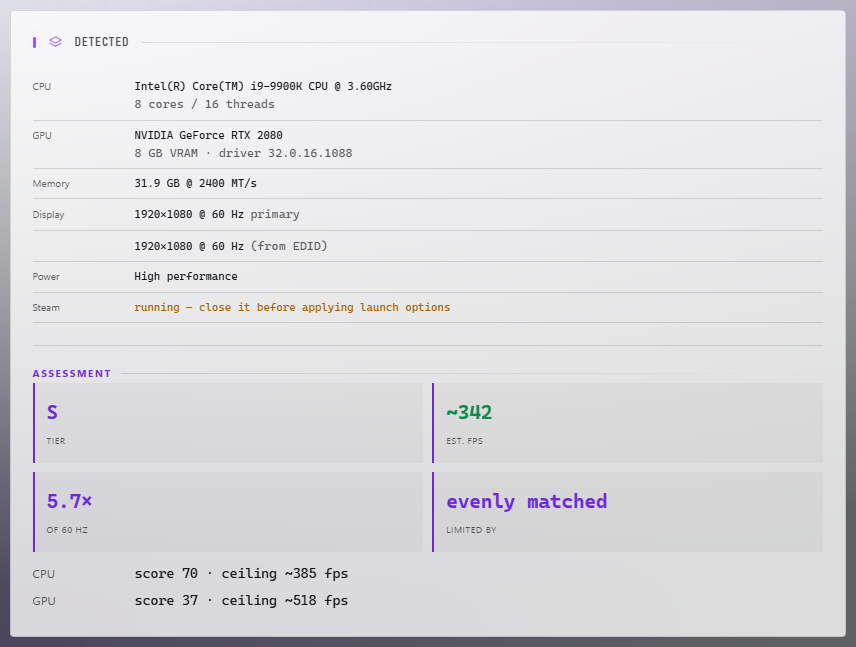 DETECTED
CPU
Intel(R) Core(TM) i9-9900K CPU @ 3.60GHz
8 cores / 16 threads
GPU
NVIDIA GeForce RTX 2080
8 GB VRAM · driver 32.0.16.1088
Memory
31.9 GB @ 2400 MT/s
Display
1920×1080 @ 60 Hz primary
1920×1080 @ 60 Hz (from EDID)
Power
High performance
Steam
running — close it before applying launch options
ASSESSMENT
S
TIER
~342
EST. FPS
5.7×
OF 60 HZ
evenly matched
LIMITED BY
CPU
score 70 · ceiling ~385 fps
GPU
score 37 · ceiling ~518 fps